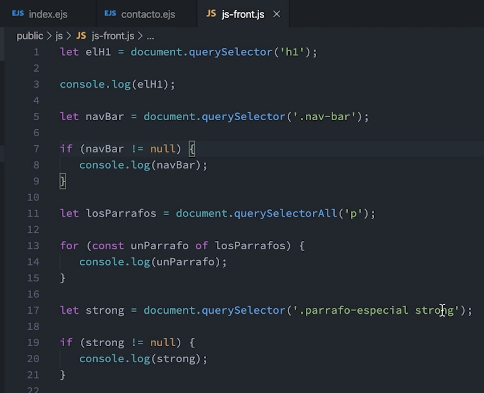 EJS index.ejs EJS contacto.ejs JS js-front.js ×
public > js > JS js-front.js > ...
1 let elH1 = document.querySelector('h1');
2
3 console.log(elH1);
4
5 let navBar = document.querySelector('.nav-bar');
6
7 if (navBar != null) {
8 console.log(navBar);
9 }
10
11 let losParrafos = document.querySelectorAll('p');
12
13 for (const unParrafo of losParrafos) {
14 console.log(unParrafo);
15 }
16
17 let strong = document.querySelector('.parrafo-especial strong');
18
19 if (strong != null) {
20 console.log(strong);
21 }
22